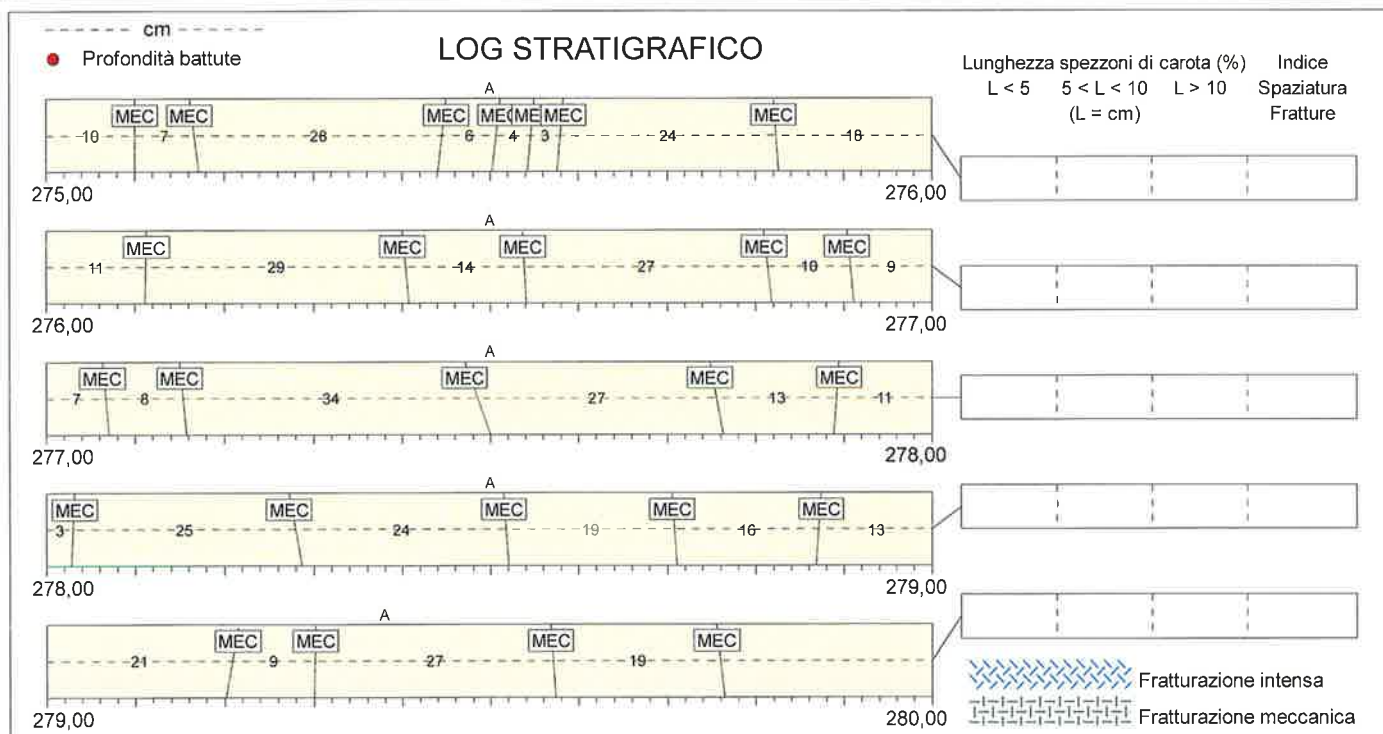 cm
Profondità battute
LOG STRATIGRAFICO
Lunghezza spezzoni di carota (%) Indice
L < 5 5 < L < 10 L > 10 Spaziatura
(L = cm) Fratture
A
MEC MEC MEC MEC MEC MEC MEC
10 7 28 6 4 3 24 18
275,00 276,00
A
MEC MEC MEC MEC MEC
11 29 14 27 10 9
276,00 277,00
A
MEC MEC MEC MEC MEC
7 8 34 27 13 11
277,00 278,00
A
MEC MEC MEC MEC MEC
3 25 24 19 16 13
278,00 279,00
A
MEC MEC MEC MEC
21 9 27 19
279,00 280,00
Fratturazione intensa
Fratturazione meccanica